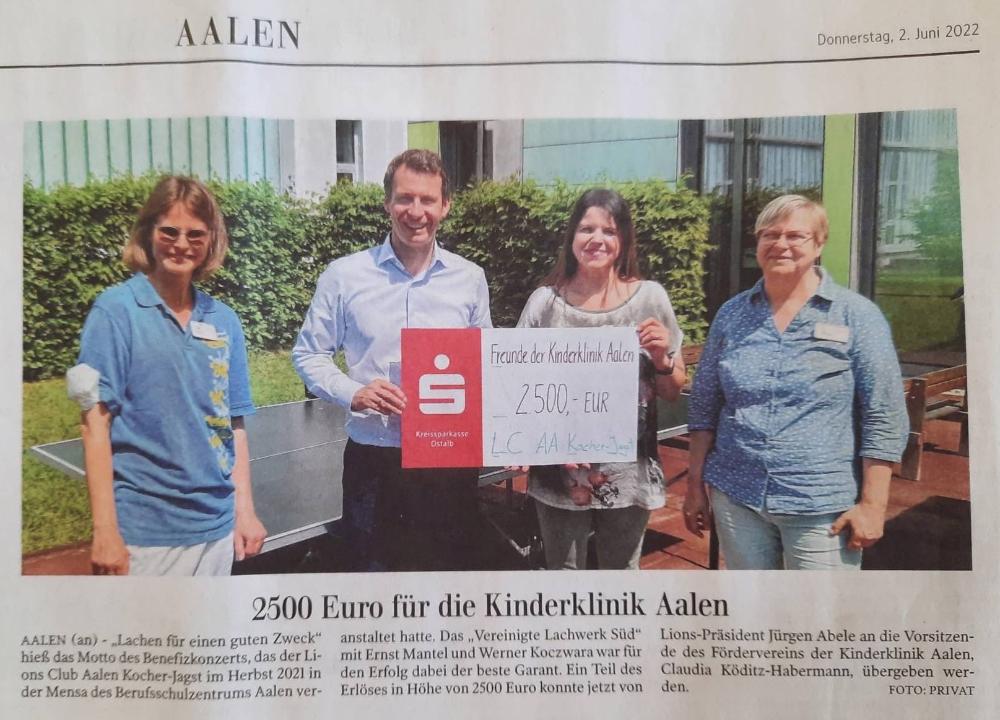 AALEN
Donnerstag, 2. Juni 2022
Freunde der Kinderklinik Aalen
2500,- EUR
LC AA Kocher-Jagst
Kreissparkasse
Ostalb
2500 Euro für die Kinderklinik Aalen
AALEN (an) - „Lachen für einen guten Zweck“
hieß das Motto des Benefizkonzerts, das der Li-
ons Club Aalen Kocher-Jagst im Herbst 2021 in
der Mensa des Berufsschulzentrums Aalen ver-
anstaltet hatte. Das „Vereinigte Lachwerk Süd“
mit Ernst Mantel und Werner Koczwara war für
den Erfolg dabei der beste Garant. Ein Teil des
Erlöses in Höhe von 2500 Euro konnte jetzt von
Lions-Präsident Jürgen Abele an die Vorsitzen-
de des Fördervereins der Kinderklinik Aalen,
Claudia Köditz-Habermann, übergeben wer-
den.
FOTO: PRIVAT